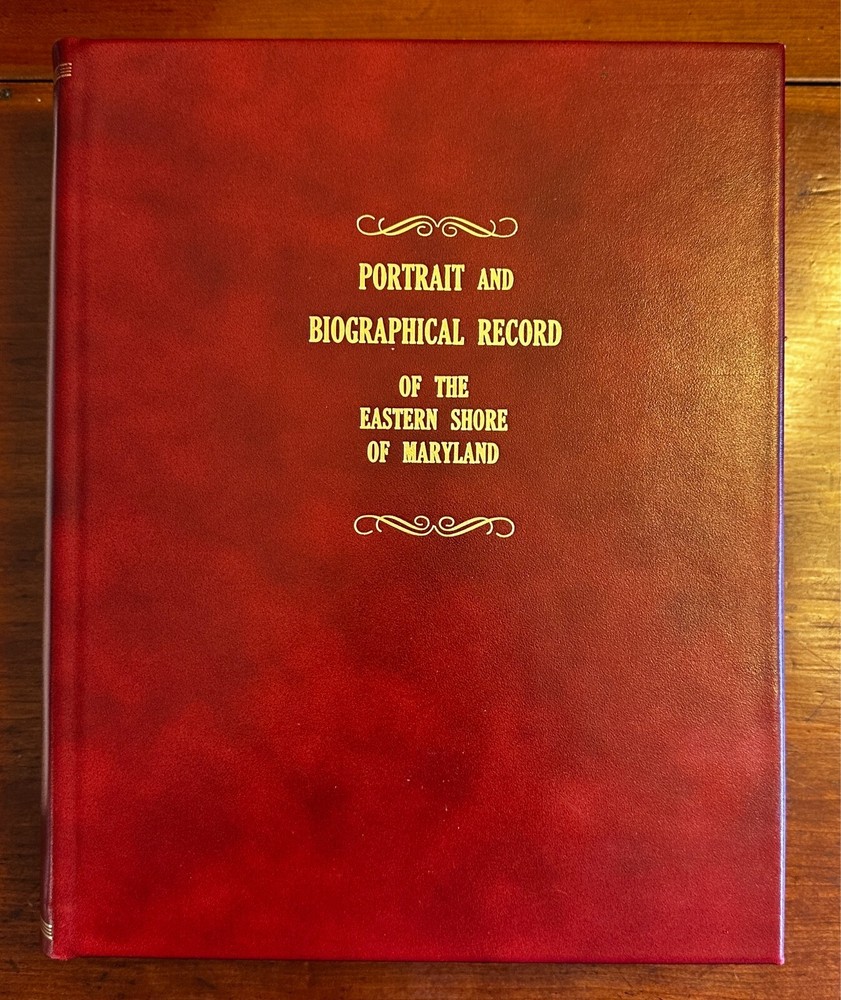 PORTRAIT AND
BIOGRAPHICAL RECORD
OF THE
EASTERN SHORE
OF MARYLAND